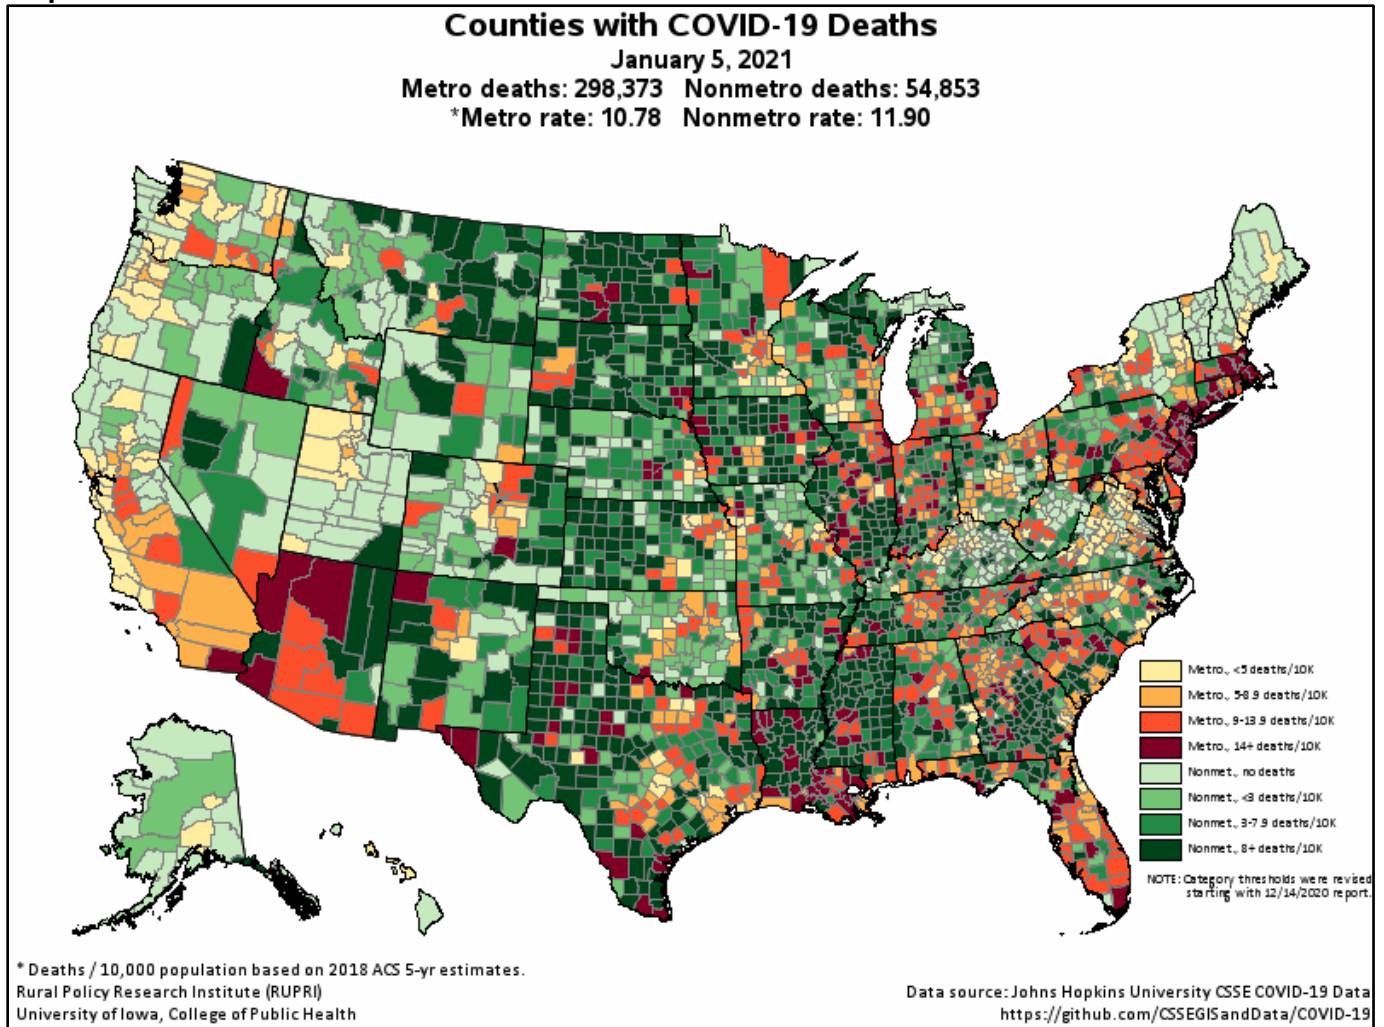 Counties with COVID-19 Deaths
January 5, 2021
Metro deaths: 298,373 Nonmetro deaths: 54,853
*Metro rate: 10.78 Nonmetro rate: 11.90
Metro., <5 deaths/10K
Metro., 5-8.9 deaths/10K
Metro., 9-13.9 deaths/10K
Metro., 14+ deaths/10K
Nonmet., no deaths
Nonmet., <3 deaths/10K
Nonmet., 3-7.9 deaths/10K
Nonmet., 8+ deaths/10K
NOTE: Category thresholds were revised
starting with 12/14/2020 report.
* Deaths / 10,000 population based on 2018 ACS 5-yr estimates.
Rural Policy Research Institute (RUPRI)
University of Iowa, College of Public Health
Data source: Johns Hopkins University CSSE COVID-19 Data
https://github.com/CSSEGISandData/COVID-19